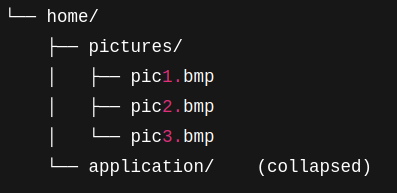 └── home/
    ├── pictures/
    │   ├── pic1.bmp
    │   ├── pic2.bmp
    │   └── pic3.bmp
    └── application/    (collapsed)